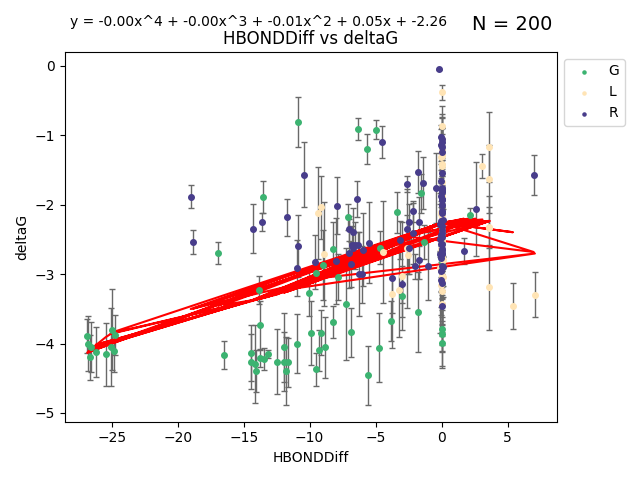 y = -0.00x^4 + -0.00x^3 + -0.01x^2 + 0.05x + -2.26
N = 200
HBONDDiff vs deltaG
G
L
R
deltaG
0
−1
−2
−3
−4
−5
−25
−20
−15
−10
−5
0
5
HBONDDiff